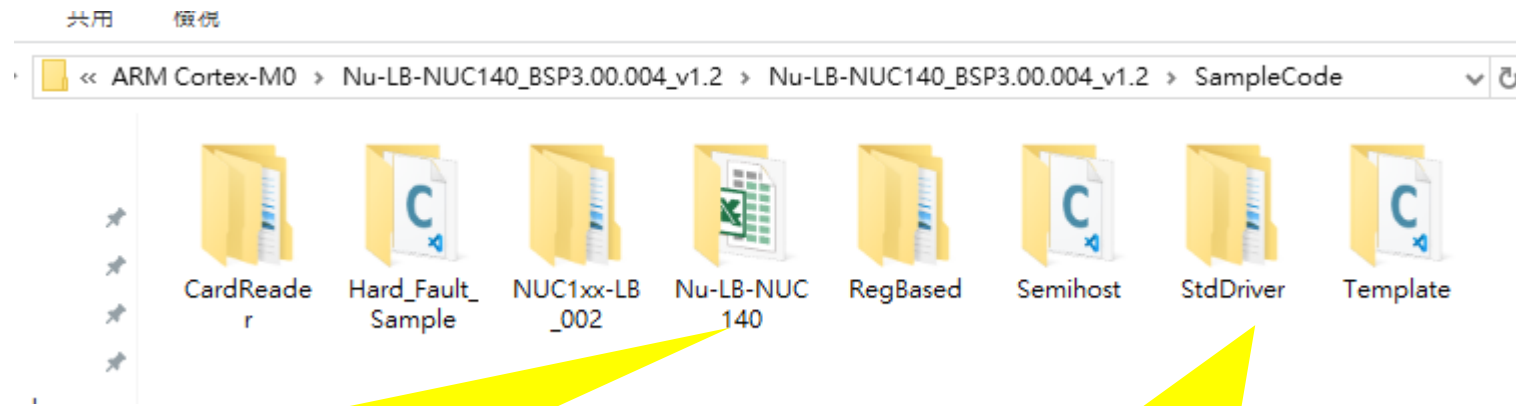 共用 檢視
« ARM Cortex-M0 › Nu-LB-NUC140_BSP3.00.004_v1.2 › Nu-LB-NUC140_BSP3.00.004_v1.2 › SampleCode
CardReade
r
Hard_Fault_
Sample
NUC1xx-LB
_002
Nu-LB-NUC
140
RegBased
Semihost
StdDriver
Template